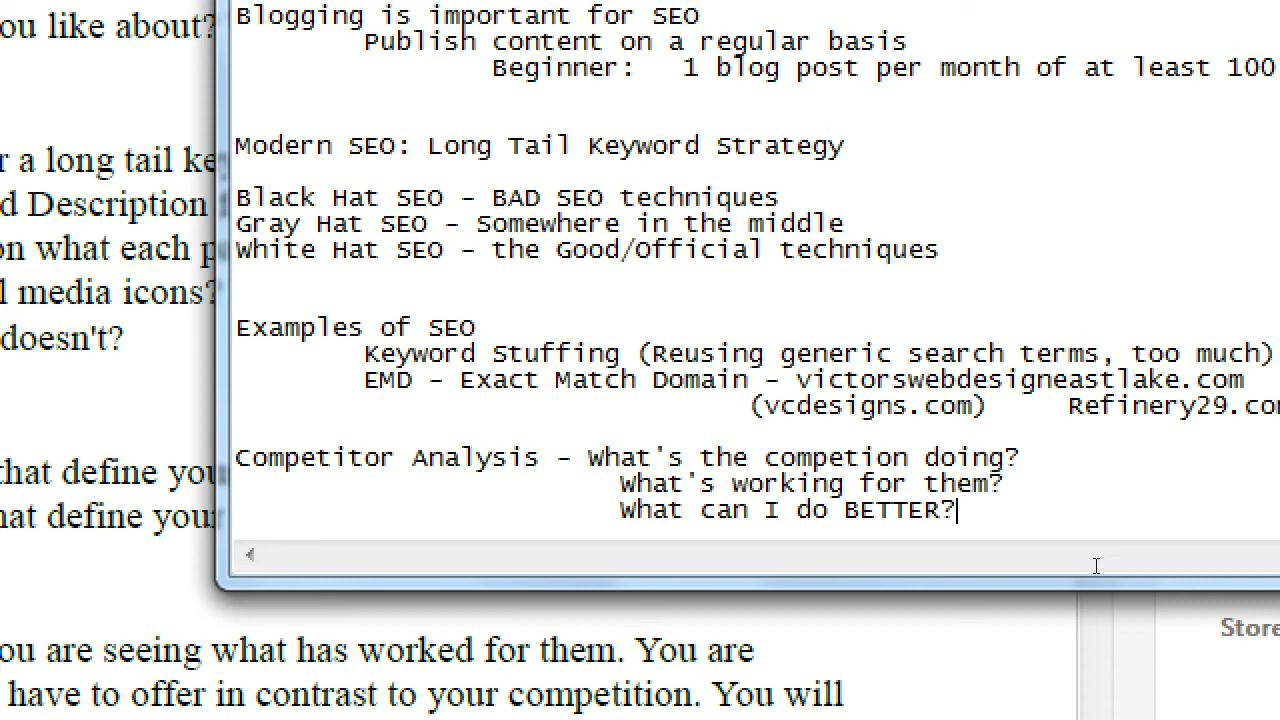 Blogging is important for SEO
Publish content on a regular basis
Beginner: 1 blog post per month of at least 100
Modern SEO: Long Tail Keyword Strategy
Black Hat SEO - BAD SEO techniques
Gray Hat SEO - Somewhere in the middle
White Hat SEO - the Good/Official techniques
Examples of SEO
Keyword Stuffing (Reusing generic search terms, too much)
EMD - Exact Match Domain - victorswebdesigneastlake.com
(vcdesigns.com) Refinery29.com
Competitor Analysis - What's the competion doing?
What's working for them?
What can I do BETTER?
ou like about?
r a long tail
d Description
on what each
l media icons?
doesn't?
that define you
hat define your
ou are seeing what has worked for them. You are
have to offer in contrast to your competition. You will
Store